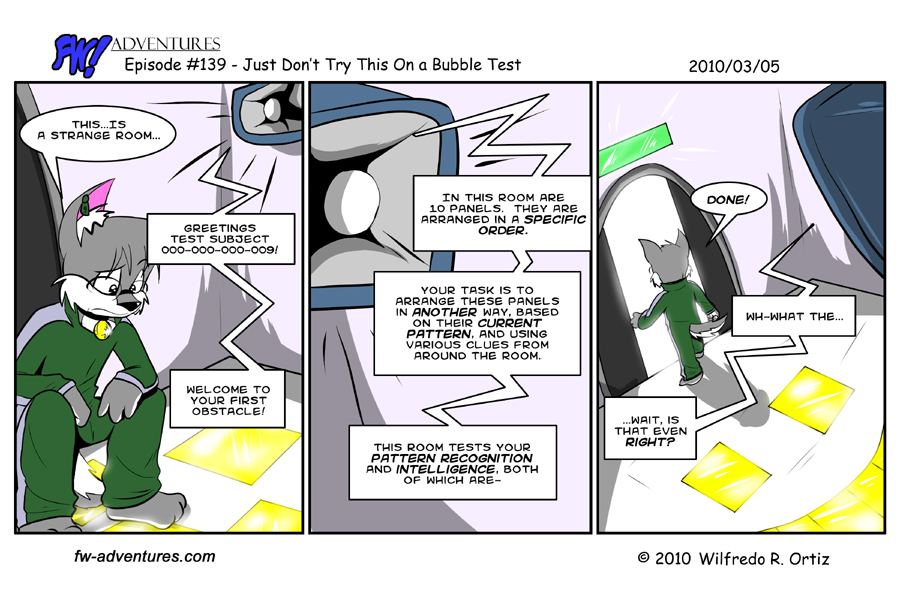 FW! ADVENTURES
Episode #139 - Just Don't Try This On a Bubble Test
2010/03/05
THIS...IS
A STRANGE ROOM...
GREETINGS
TEST SUBJECT
000-000-000-009!
WELCOME TO
YOUR FIRST
OBSTACLE!
IN THIS ROOM ARE
10 PANELS. THEY ARE
ARRANGED IN A SPECIFIC
ORDER.
YOUR TASK IS TO
ARRANGE THESE PANELS
IN ANOTHER WAY, BASED
ON THEIR CURRENT
PATTERN, AND USING
VARIOUS CLUES FROM
AROUND THE ROOM.
THIS ROOM TESTS YOUR
PATTERN RECOGNITION
AND INTELLIGENCE, BOTH
OF WHICH ARE-
DONE!
WH-WHAT THE...
...WAIT, IS
THAT EVEN
RIGHT?
fw-adventures.com
© 2010 Wilfredo R. Ortiz